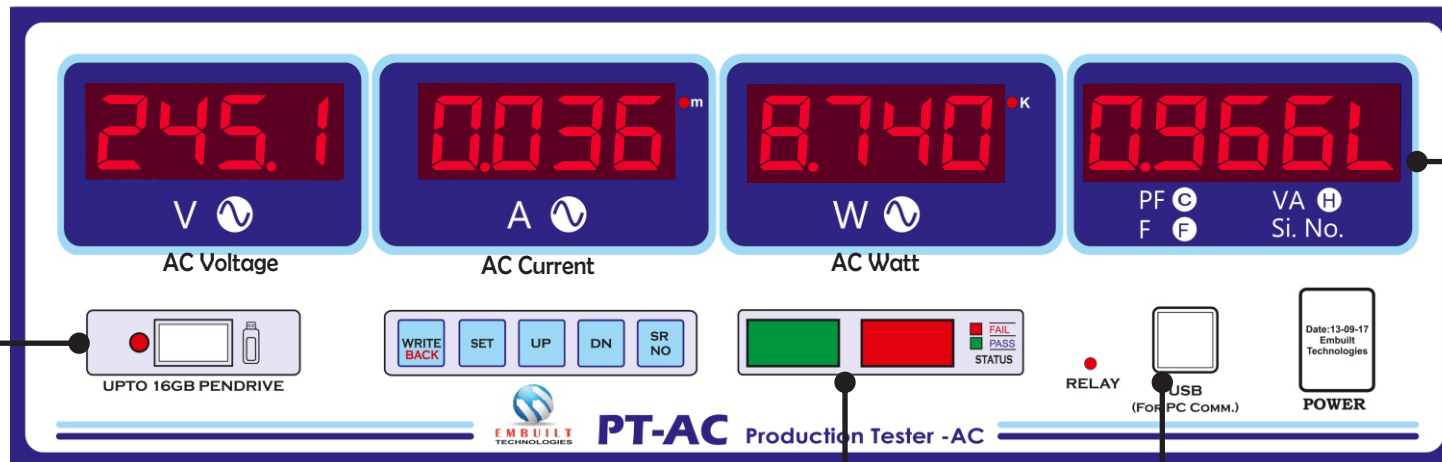 245.1
V
AC Voltage
0.036
m
A
AC Current
8.740
K
W
AC Watt
0.966L
PF C VA H
F F Si. No.
UPTO 16GB PENDRIVE
WRITE
BACK
SET
UP
DN
SR
NO
FAIL
PASS
STATUS
RELAY
USB
(FOR PC COMM.)
Date:13-09-17
Embuilt
Technologies
POWER
EMBUILT
TECHNOLOGIES
PT-AC Production Tester -AC